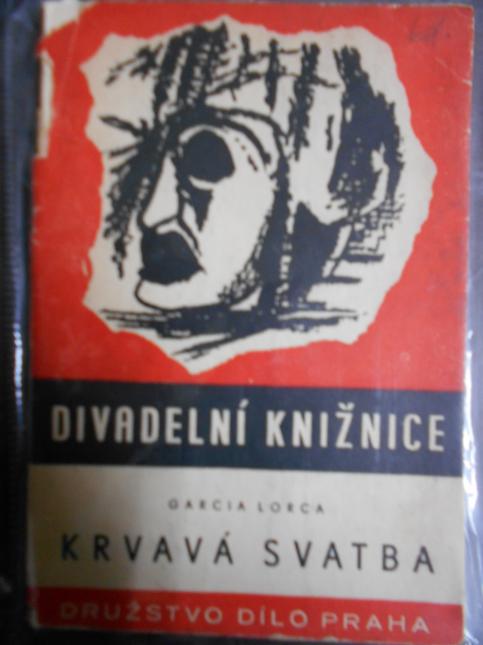 DIVADELNÍ KNIŽNICE
GARCIA LORCA
KRVAVÁ SVATBA
DRUŽSTVO DÍLO PRAHA